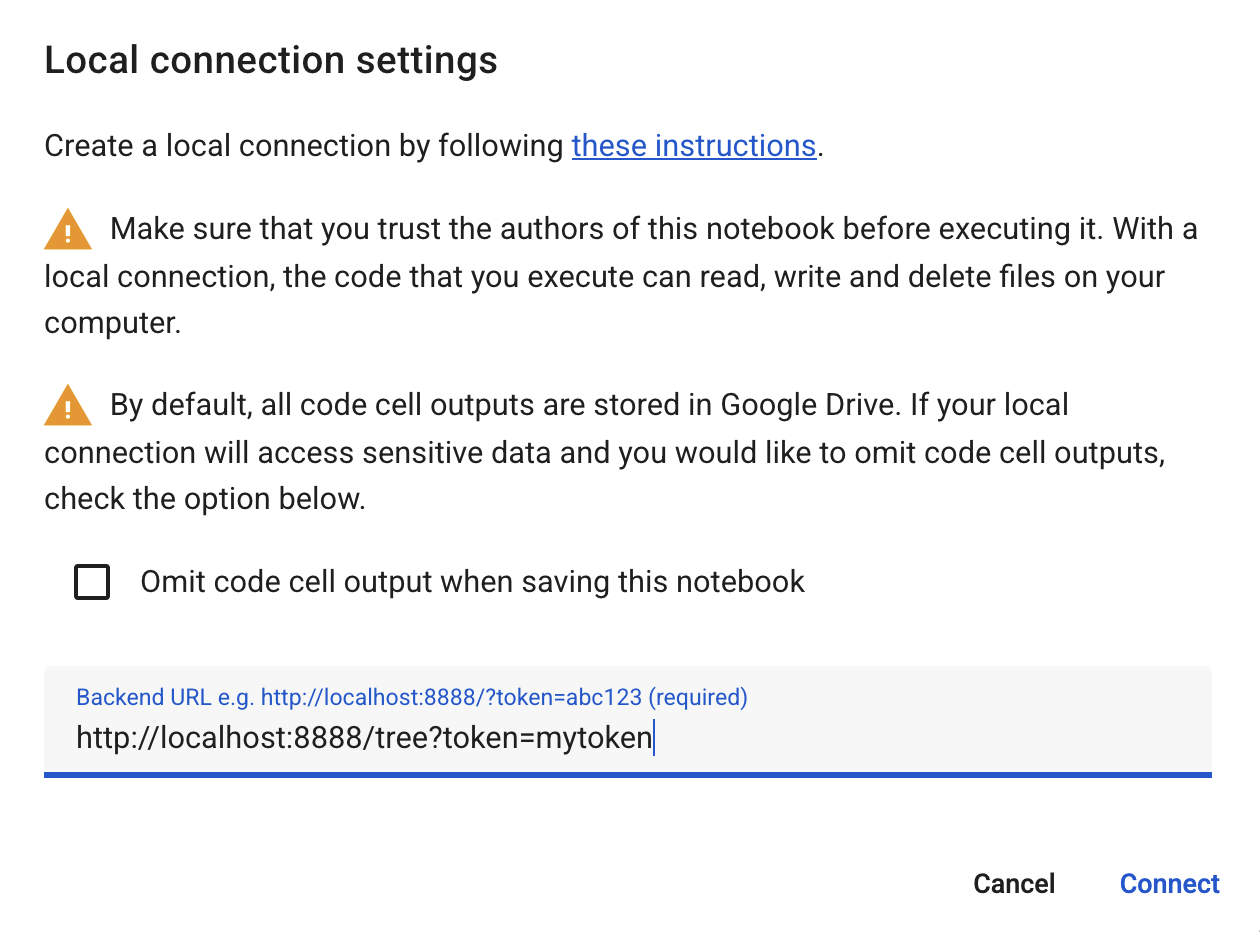 Local connection settings
Create a local connection by following these instructions.
Make sure that you trust the authors of this notebook before executing it. With a
local connection, the code that you execute can read, write and delete files on your
computer.
By default, all code cell outputs are stored in Google Drive. If your local
connection will access sensitive data and you would like to omit code cell outputs,
check the option below.
Omit code cell output when saving this notebook
Backend URL e.g. http://localhost:8888/?token=abc123 (required)
http://localhost:8888/tree?token=mytoken
Cancel Connect